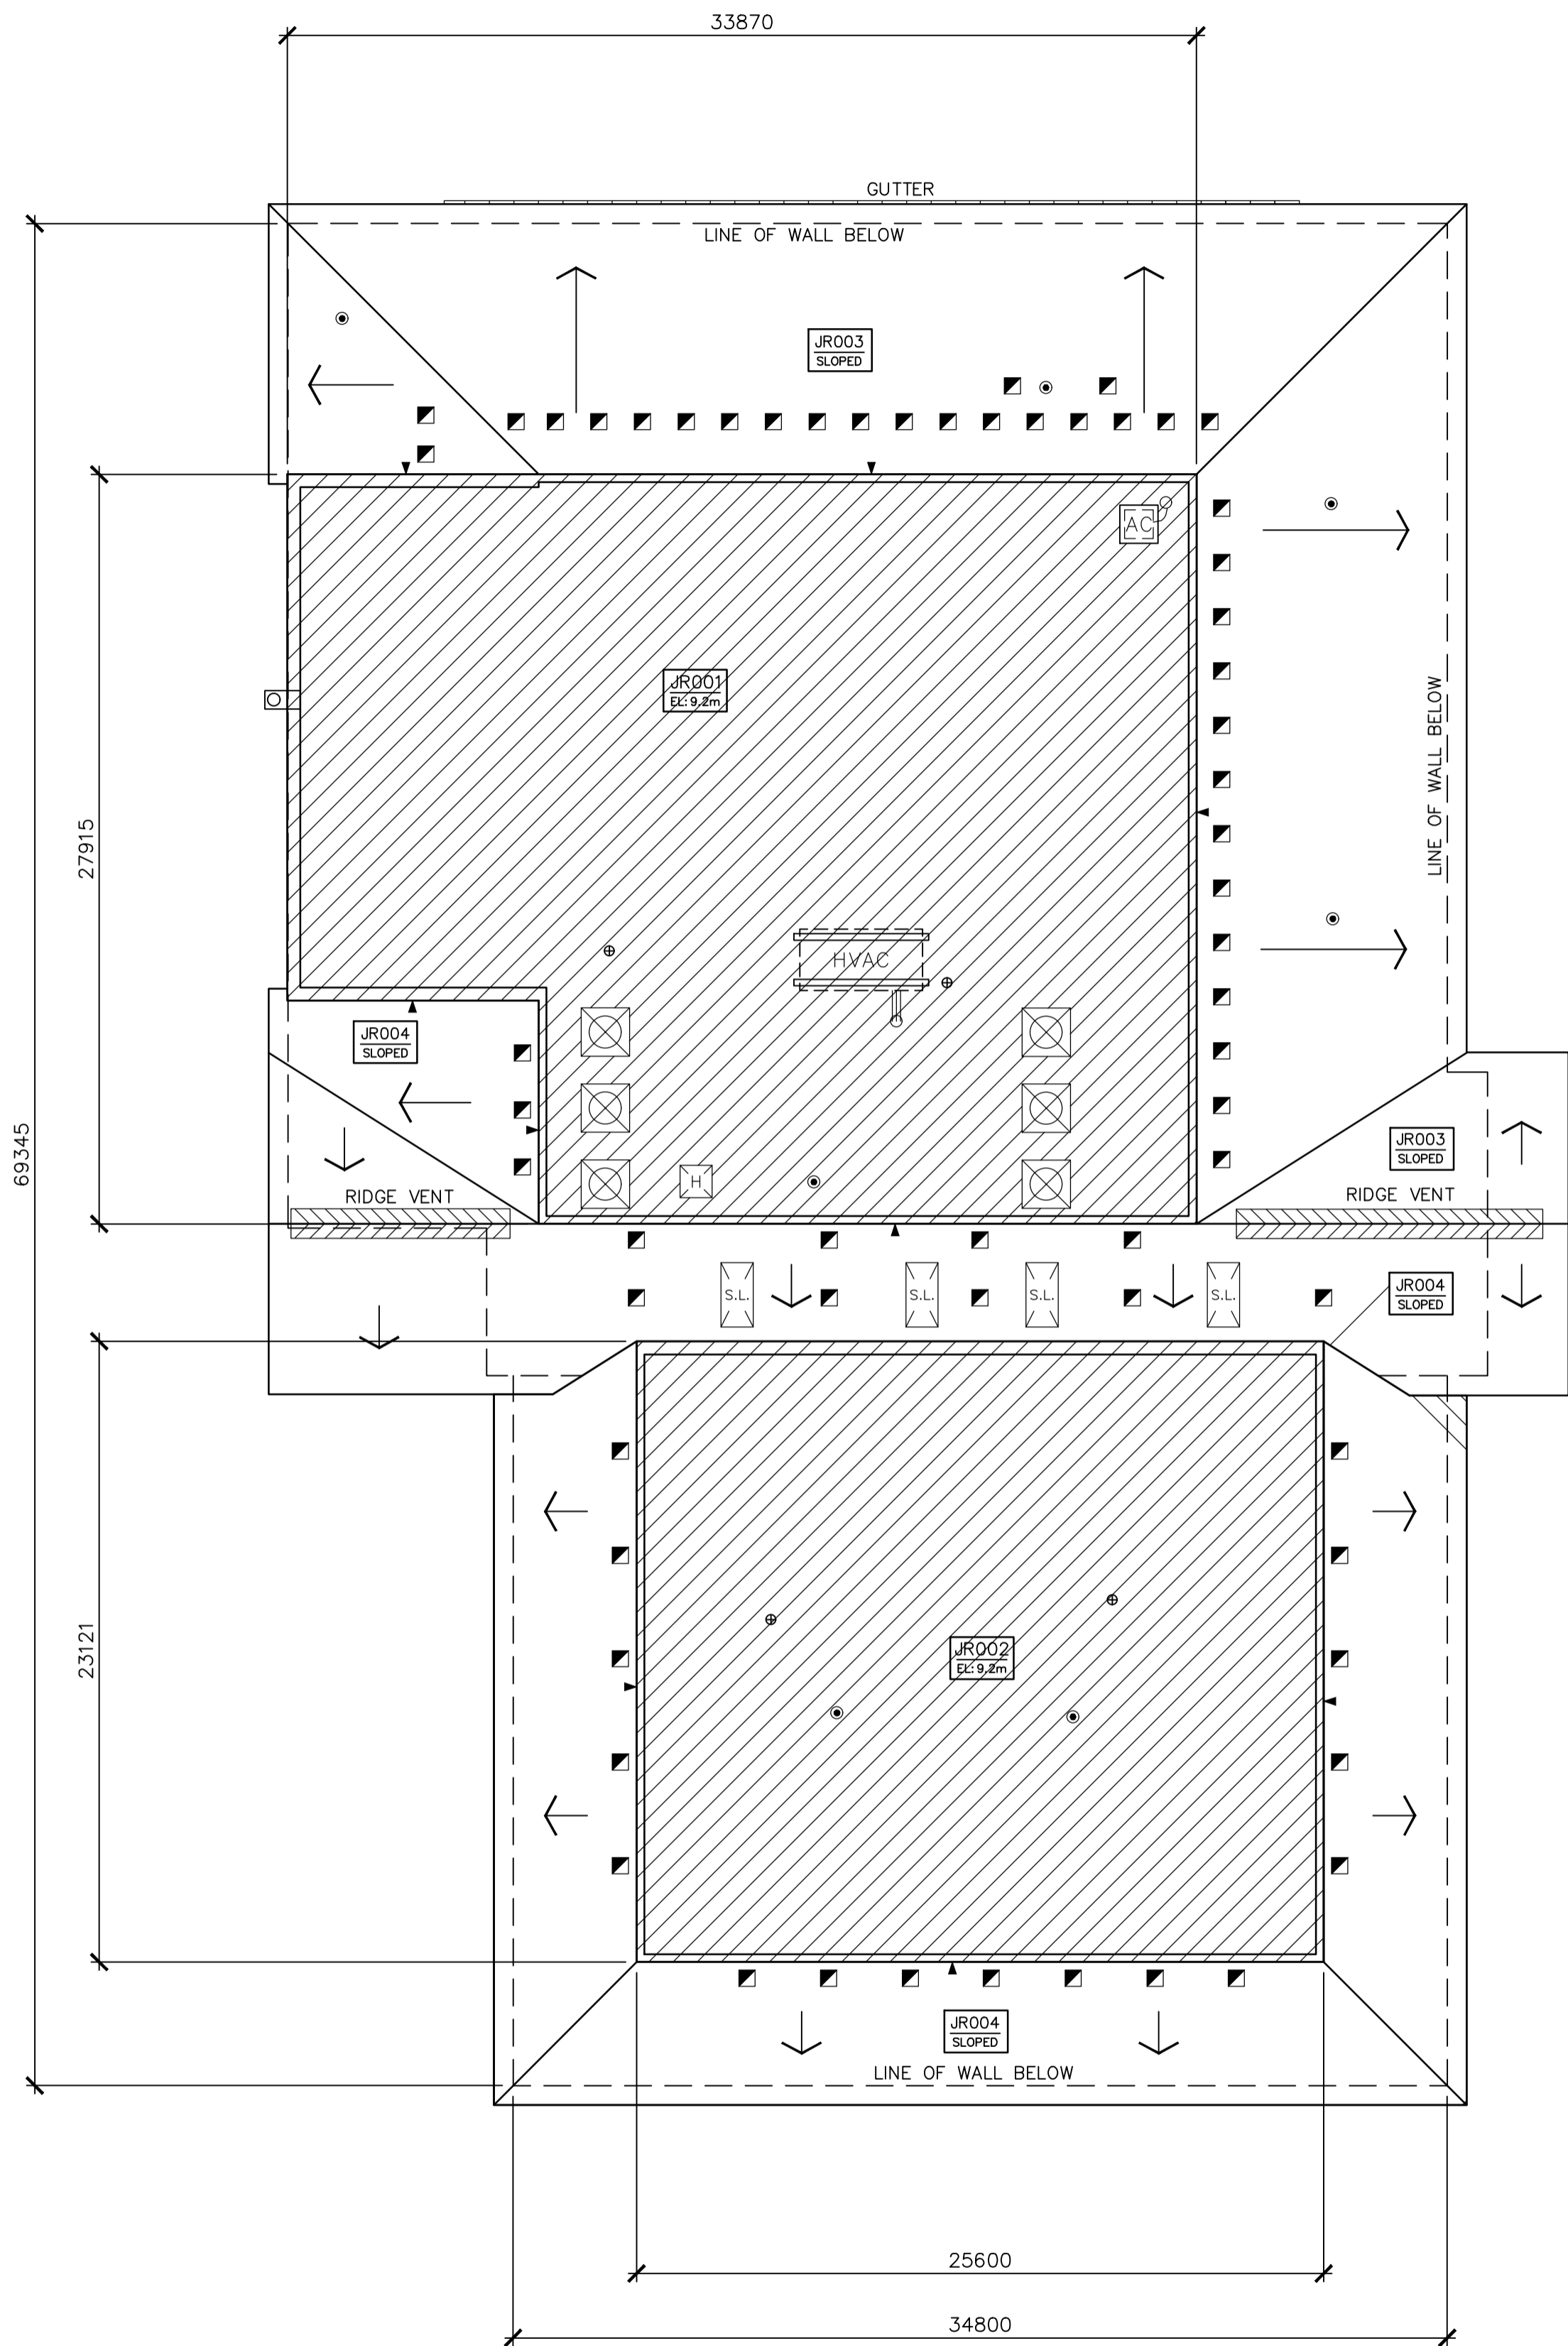 33870
GUTTER
LINE OF WALL BELOW
JR003
SLOPED
AC
JR001
EL: 9.2m
LINE OF WALL BELOW
27915
HVAC
JR004
SLOPED
69345
JR003
SLOPED
H
RIDGE VENT
RIDGE VENT
S.L.
S.L.
S.L.
S.L.
JR004
SLOPED
23121
JR002
EL: 9.2m
JR004
SLOPED
LINE OF WALL BELOW
25600
34800